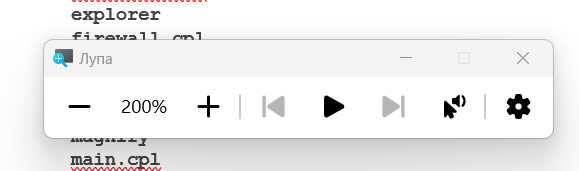 explorer
firewall.cpl
Лупа
200%
magnify
main.cpl